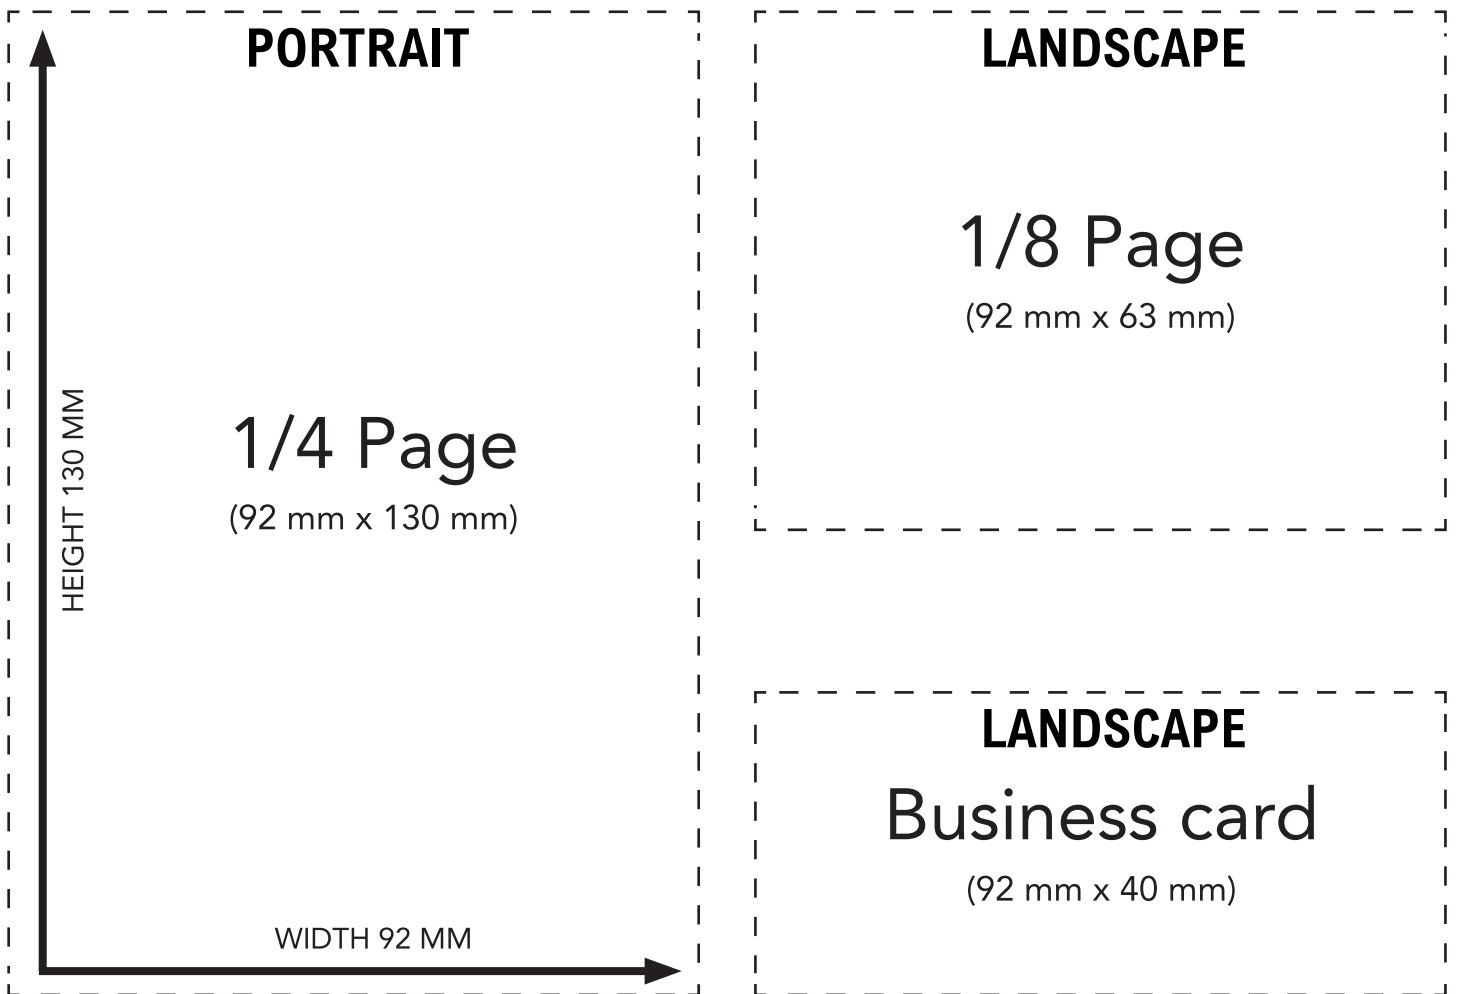 PORTRAIT
HEIGHT 130 MM
1/4 Page
(92 mm x 130 mm)
WIDTH 92 MM
LANDSCAPE
1/8 Page
(92 mm x 63 mm)
LANDSCAPE
Business card
(92 mm x 40 mm)